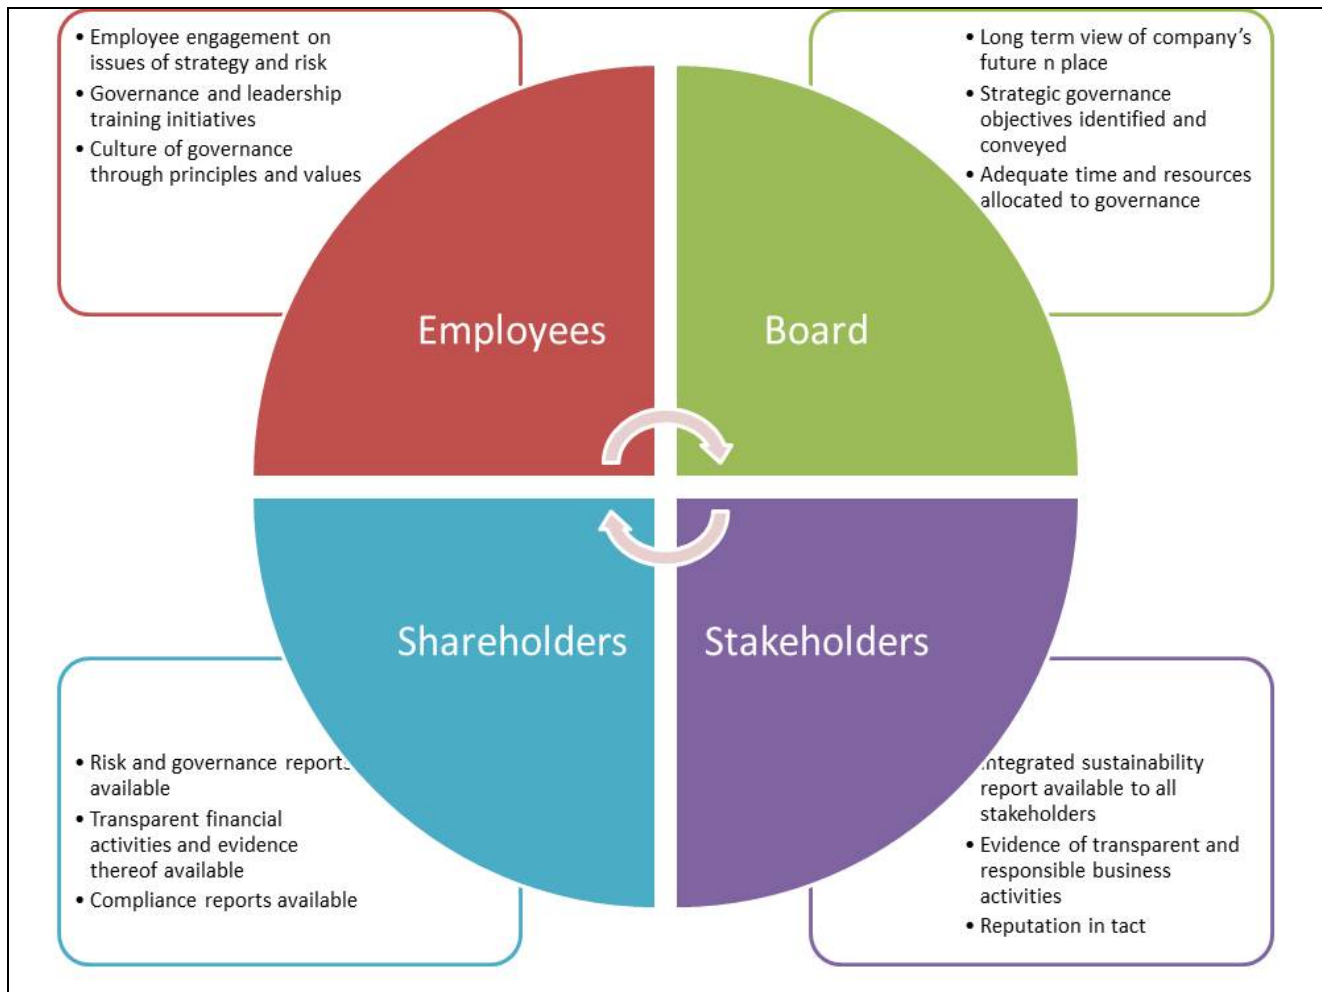 • Employee engagement on
issues of strategy and risk
• Governance and leadership
training initiatives
• Culture of governance
through principles and values
• Long term view of company's
future n place
• Strategic governance
objectives identified and
conveyed
• Adequate time and resources
allocated to governance
Employees
Board
Shareholders
Stakeholders
• Risk and governance reports
available
• Transparent financial
activities and evidence
thereof available
• Compliance reports available
Integrated sustainability
report available to all
stakeholders
• Evidence of transparent and
responsible business
activities
• Reputation in tact